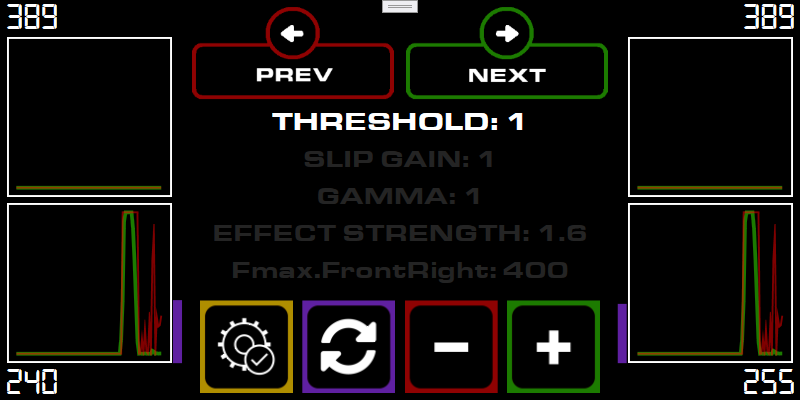 389 389
PREV NEXT
THRESHOLD: 1
SLIP GAIN: 1
GAMMA: 1
EFFECT STRENGTH: 1.6
Fmax.FrontRight: 400
240 255